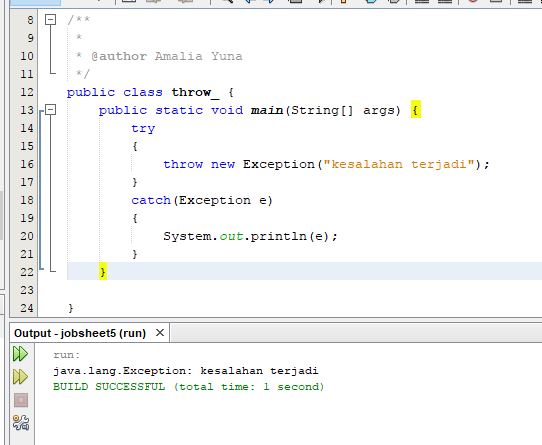 8 /**
9  *
10  * @author Amalia Yuna
11  */
12 public class throw_ {
13     public static void main(String[] args) {
14         try
15         {
16             throw new Exception("kesalahan terjadi");
17         }
18         catch(Exception e)
19         {
20             System.out.println(e);
21         }
22     }
23
24 }
Output - jobsheet5 (run) ×
run:
java.lang.Exception: kesalahan terjadi
BUILD SUCCESSFUL (total time: 1 second)